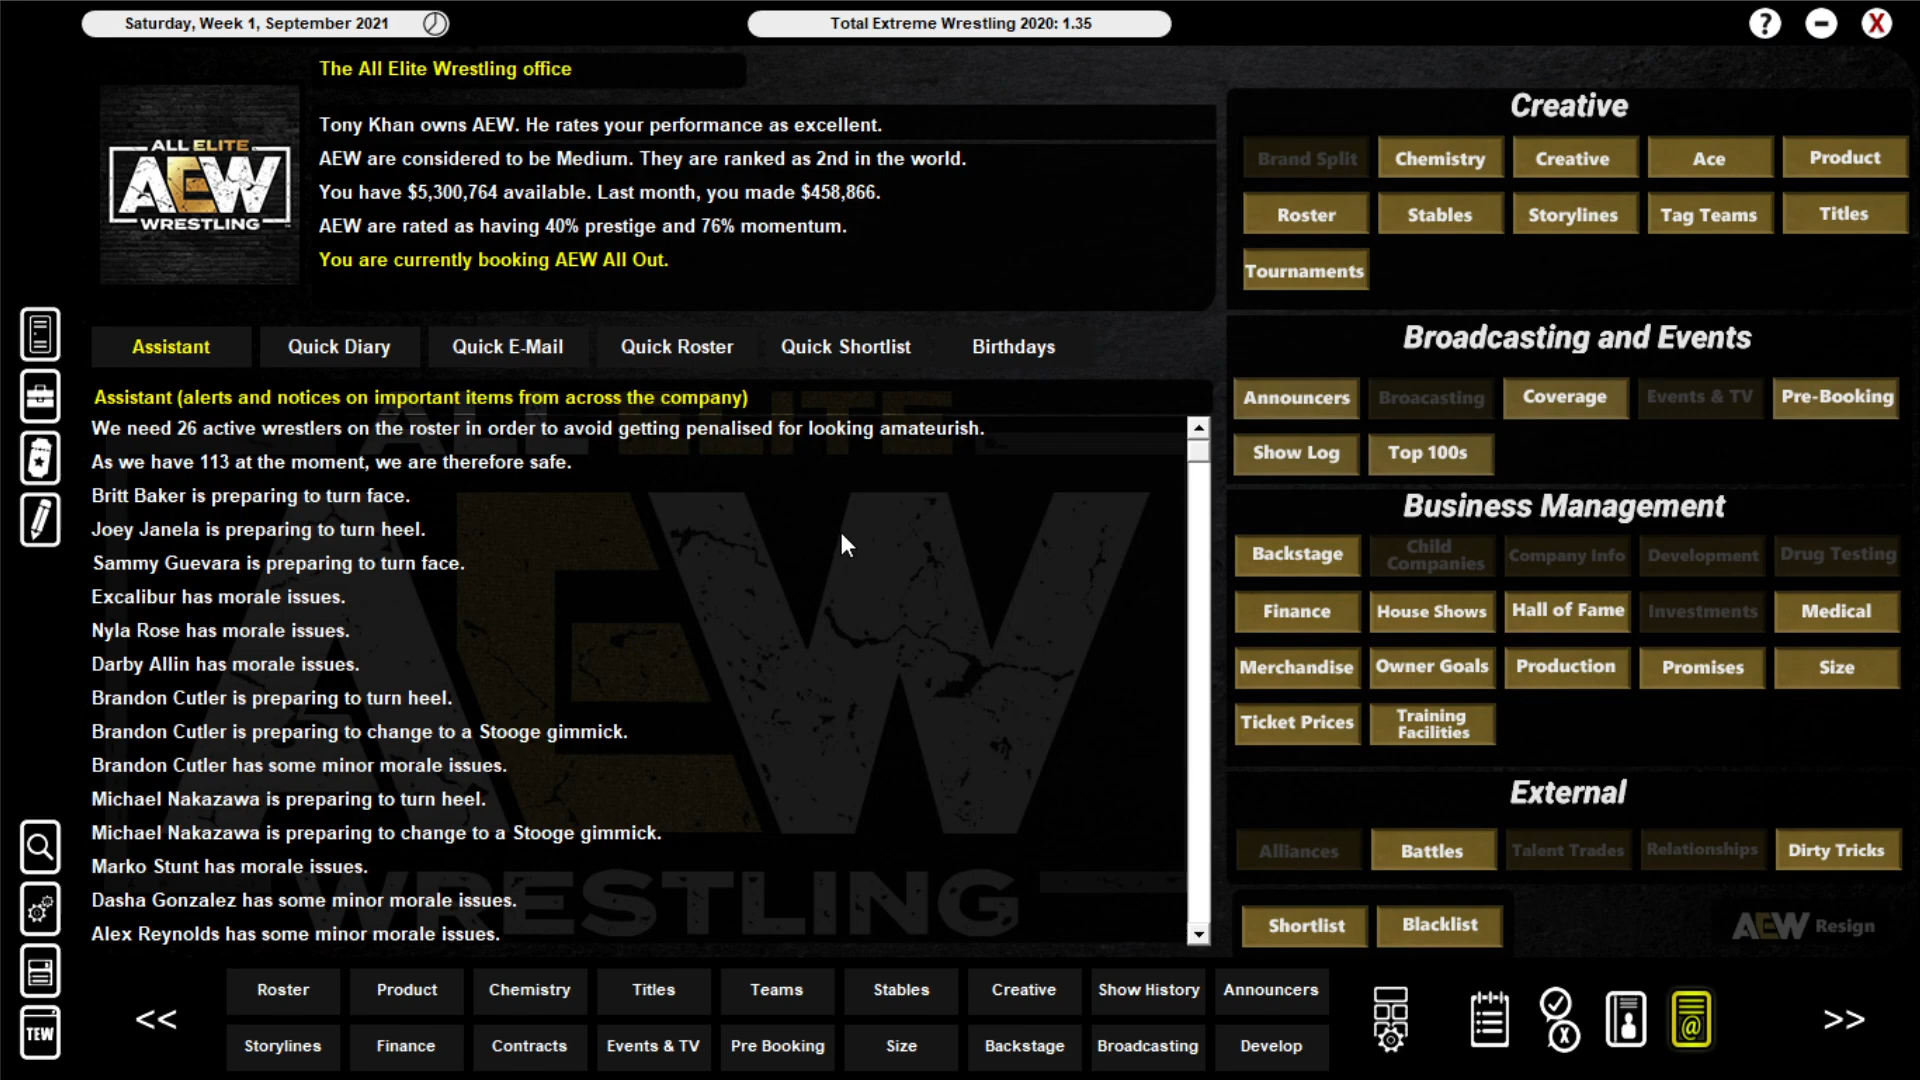 Saturday, Week 1, September 2021
Total Extreme Wrestling 2020: 1.35
?
X
The All Elite Wrestling office
ALL ELITE
AEW
WRESTLING
Tony Khan owns AEW. He rates your performance as excellent.
AEW are considered to be Medium. They are ranked as 2nd in the world.
You have $5,300,764 available. Last month, you made $458,866.
AEW are rated as having 40% prestige and 76% momentum.
You are currently booking AEW All Out.
Assistant
Quick Diary
Quick E-Mail
Quick Roster
Quick Shortlist
Birthdays
Assistant (alerts and notices on important items from across the company)
We need 26 active wrestlers on the roster in order to avoid getting penalised for looking amateurish.
As we have 113 at the moment, we are therefore safe.
Britt Baker is preparing to turn face.
Joey Janela is preparing to turn heel.
Sammy Guevara is preparing to turn face.
Excalibur has morale issues.
Nyla Rose has morale issues.
Darby Allin has morale issues.
Brandon Cutler is preparing to turn heel.
Brandon Cutler is preparing to change to a Stooge gimmick.
Brandon Cutler has some minor morale issues.
Michael Nakazawa is preparing to turn heel.
Michael Nakazawa is preparing to change to a Stooge gimmick.
Marko Stunt has morale issues.
Dasha Gonzalez has some minor morale issues.
Alex Reynolds has some minor morale issues.
ALL ELITE
AEW
WRESTLING
Creative
Brand Split
Chemistry
Creative
Ace
Product
Roster
Stables
Storylines
Tag Teams
Titles
Tournaments
Broadcasting and Events
Announcers
Broacasting
Coverage
Events & TV
Pre-Booking
Show Log
Top 100s
Business Management
Backstage
Child
Companies
Company Info
Development
Drug Testing
Finance
House Shows
Hall of Fame
Investments
Medical
Merchandise
Owner Goals
Production
Promises
Size
Ticket Prices
Training
Facilities
External
Alliances
Battles
Talent Trades
Relationships
Dirty Tricks
Shortlist
Blacklist
AEW Resign
TEW
<<
Roster
Product
Chemistry
Titles
Teams
Stables
Creative
Show History
Announcers
Storylines
Finance
Contracts
Events & TV
Pre Booking
Size
Backstage
Broadcasting
Develop
X
@
>>